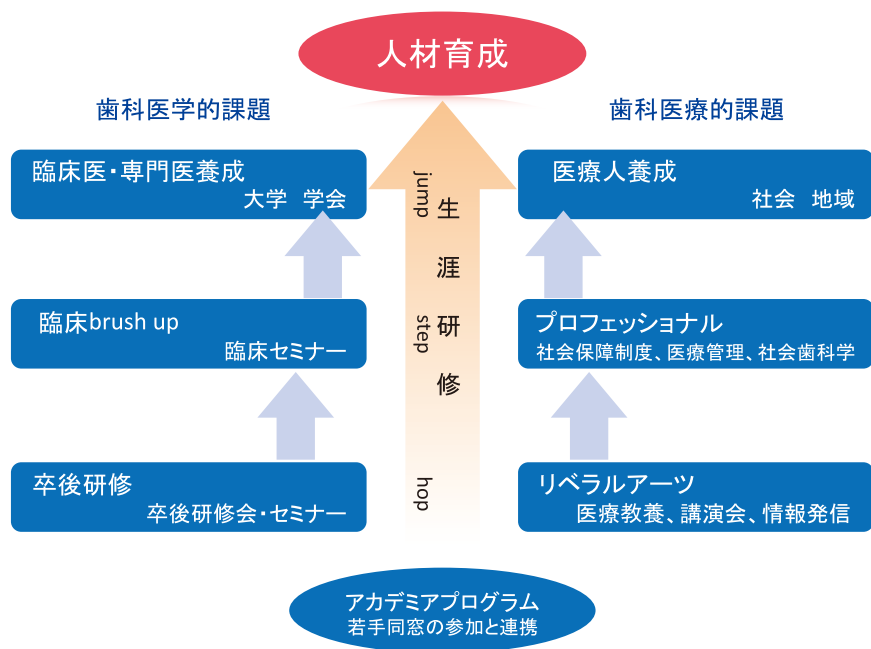 人材育成
歯科医学的課題
歯科医療的課題
臨床医・専門医養成
大学 学会
医療人養成
社会 地域
jump
生涯研修
臨床brush up
臨床セミナー
step
プロフェッショナル
社会保障制度、医療管理、社会歯科学
卒後研修
卒後研修会・セミナー
hop
リベラルアーツ
医療教養、講演会、情報発信
アカデミアプログラム
若手同窓の参加と連携